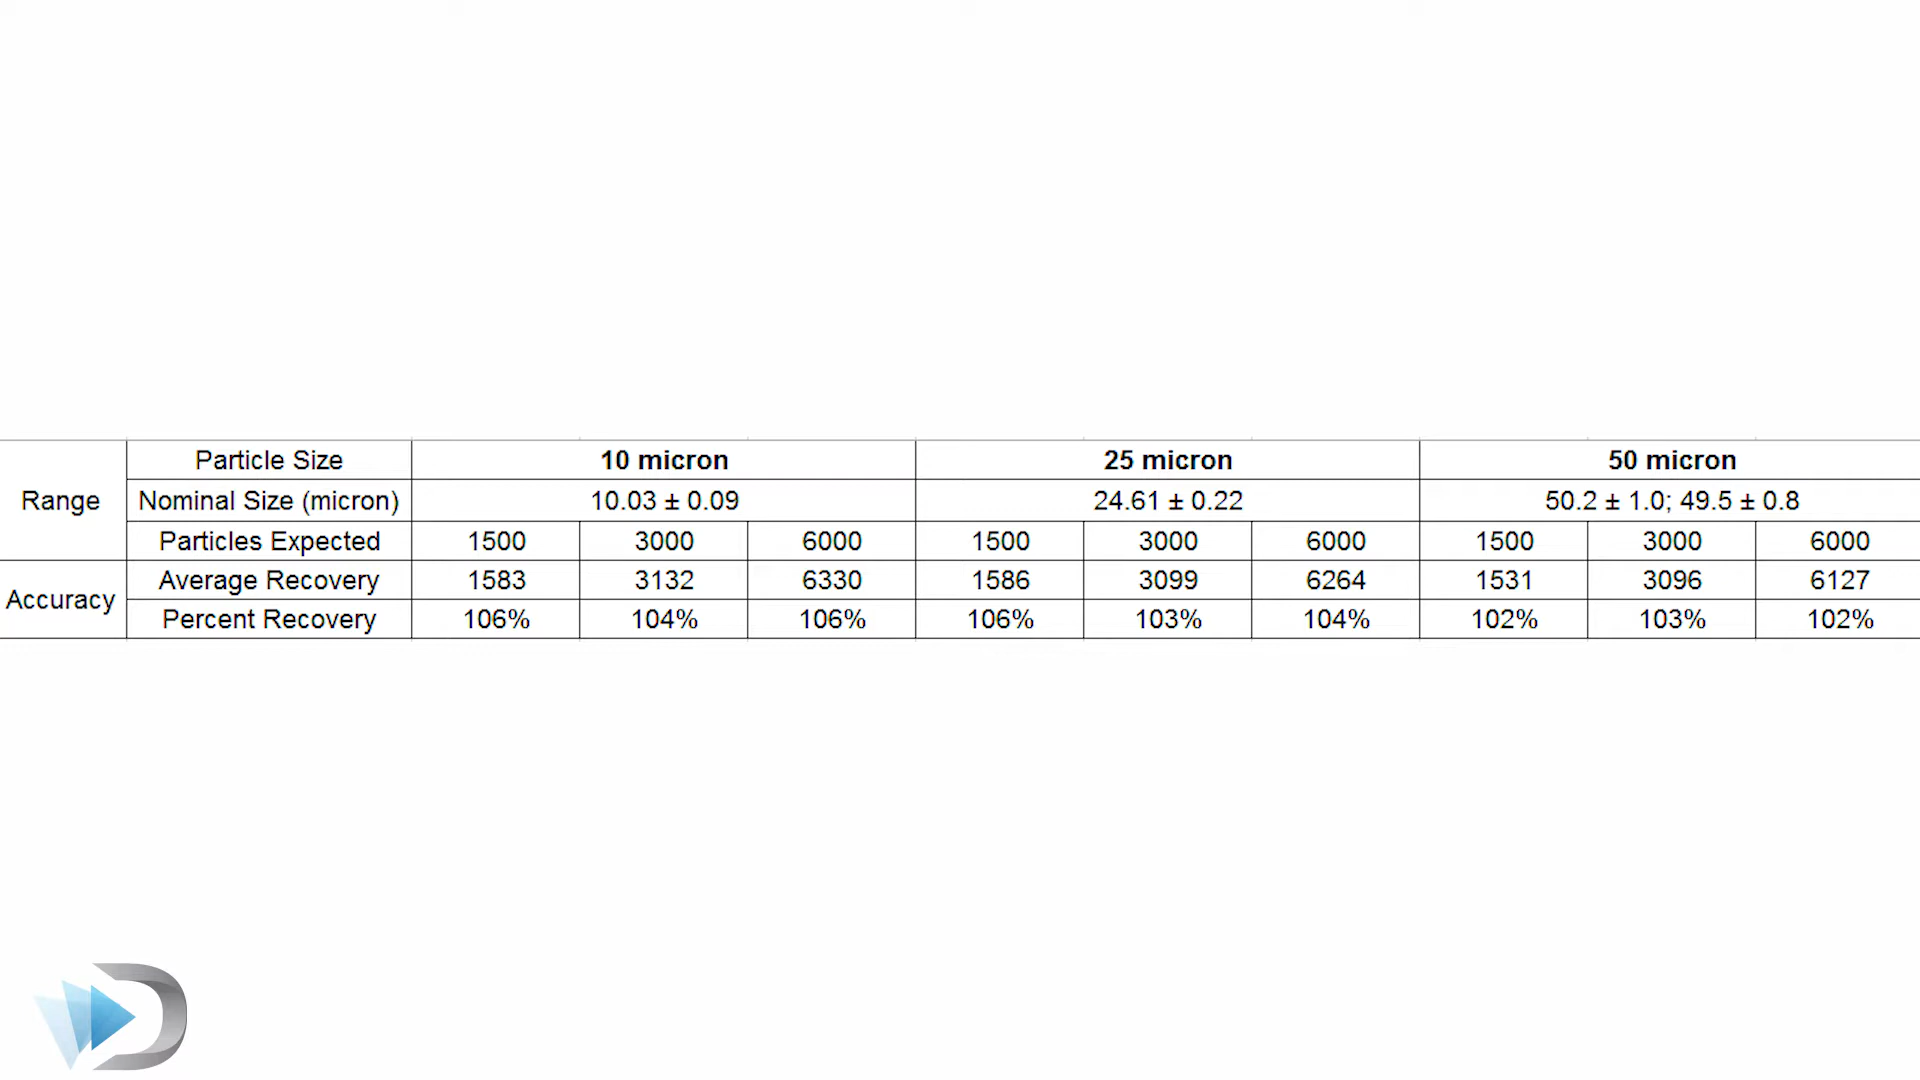 Particle Size 10 micron 25 micron 50 micron
Range Nominal Size (micron) 10.03 ± 0.09 24.61 ± 0.22 50.2 ± 1.0; 49.5 ± 0.8
Particles Expected 1500 3000 6000 1500 3000 6000 1500 3000 6000
Accuracy Average Recovery 1583 3132 6330 1586 3099 6264 1531 3096 6127
Percent Recovery 106% 104% 106% 106% 103% 104% 102% 103% 102%